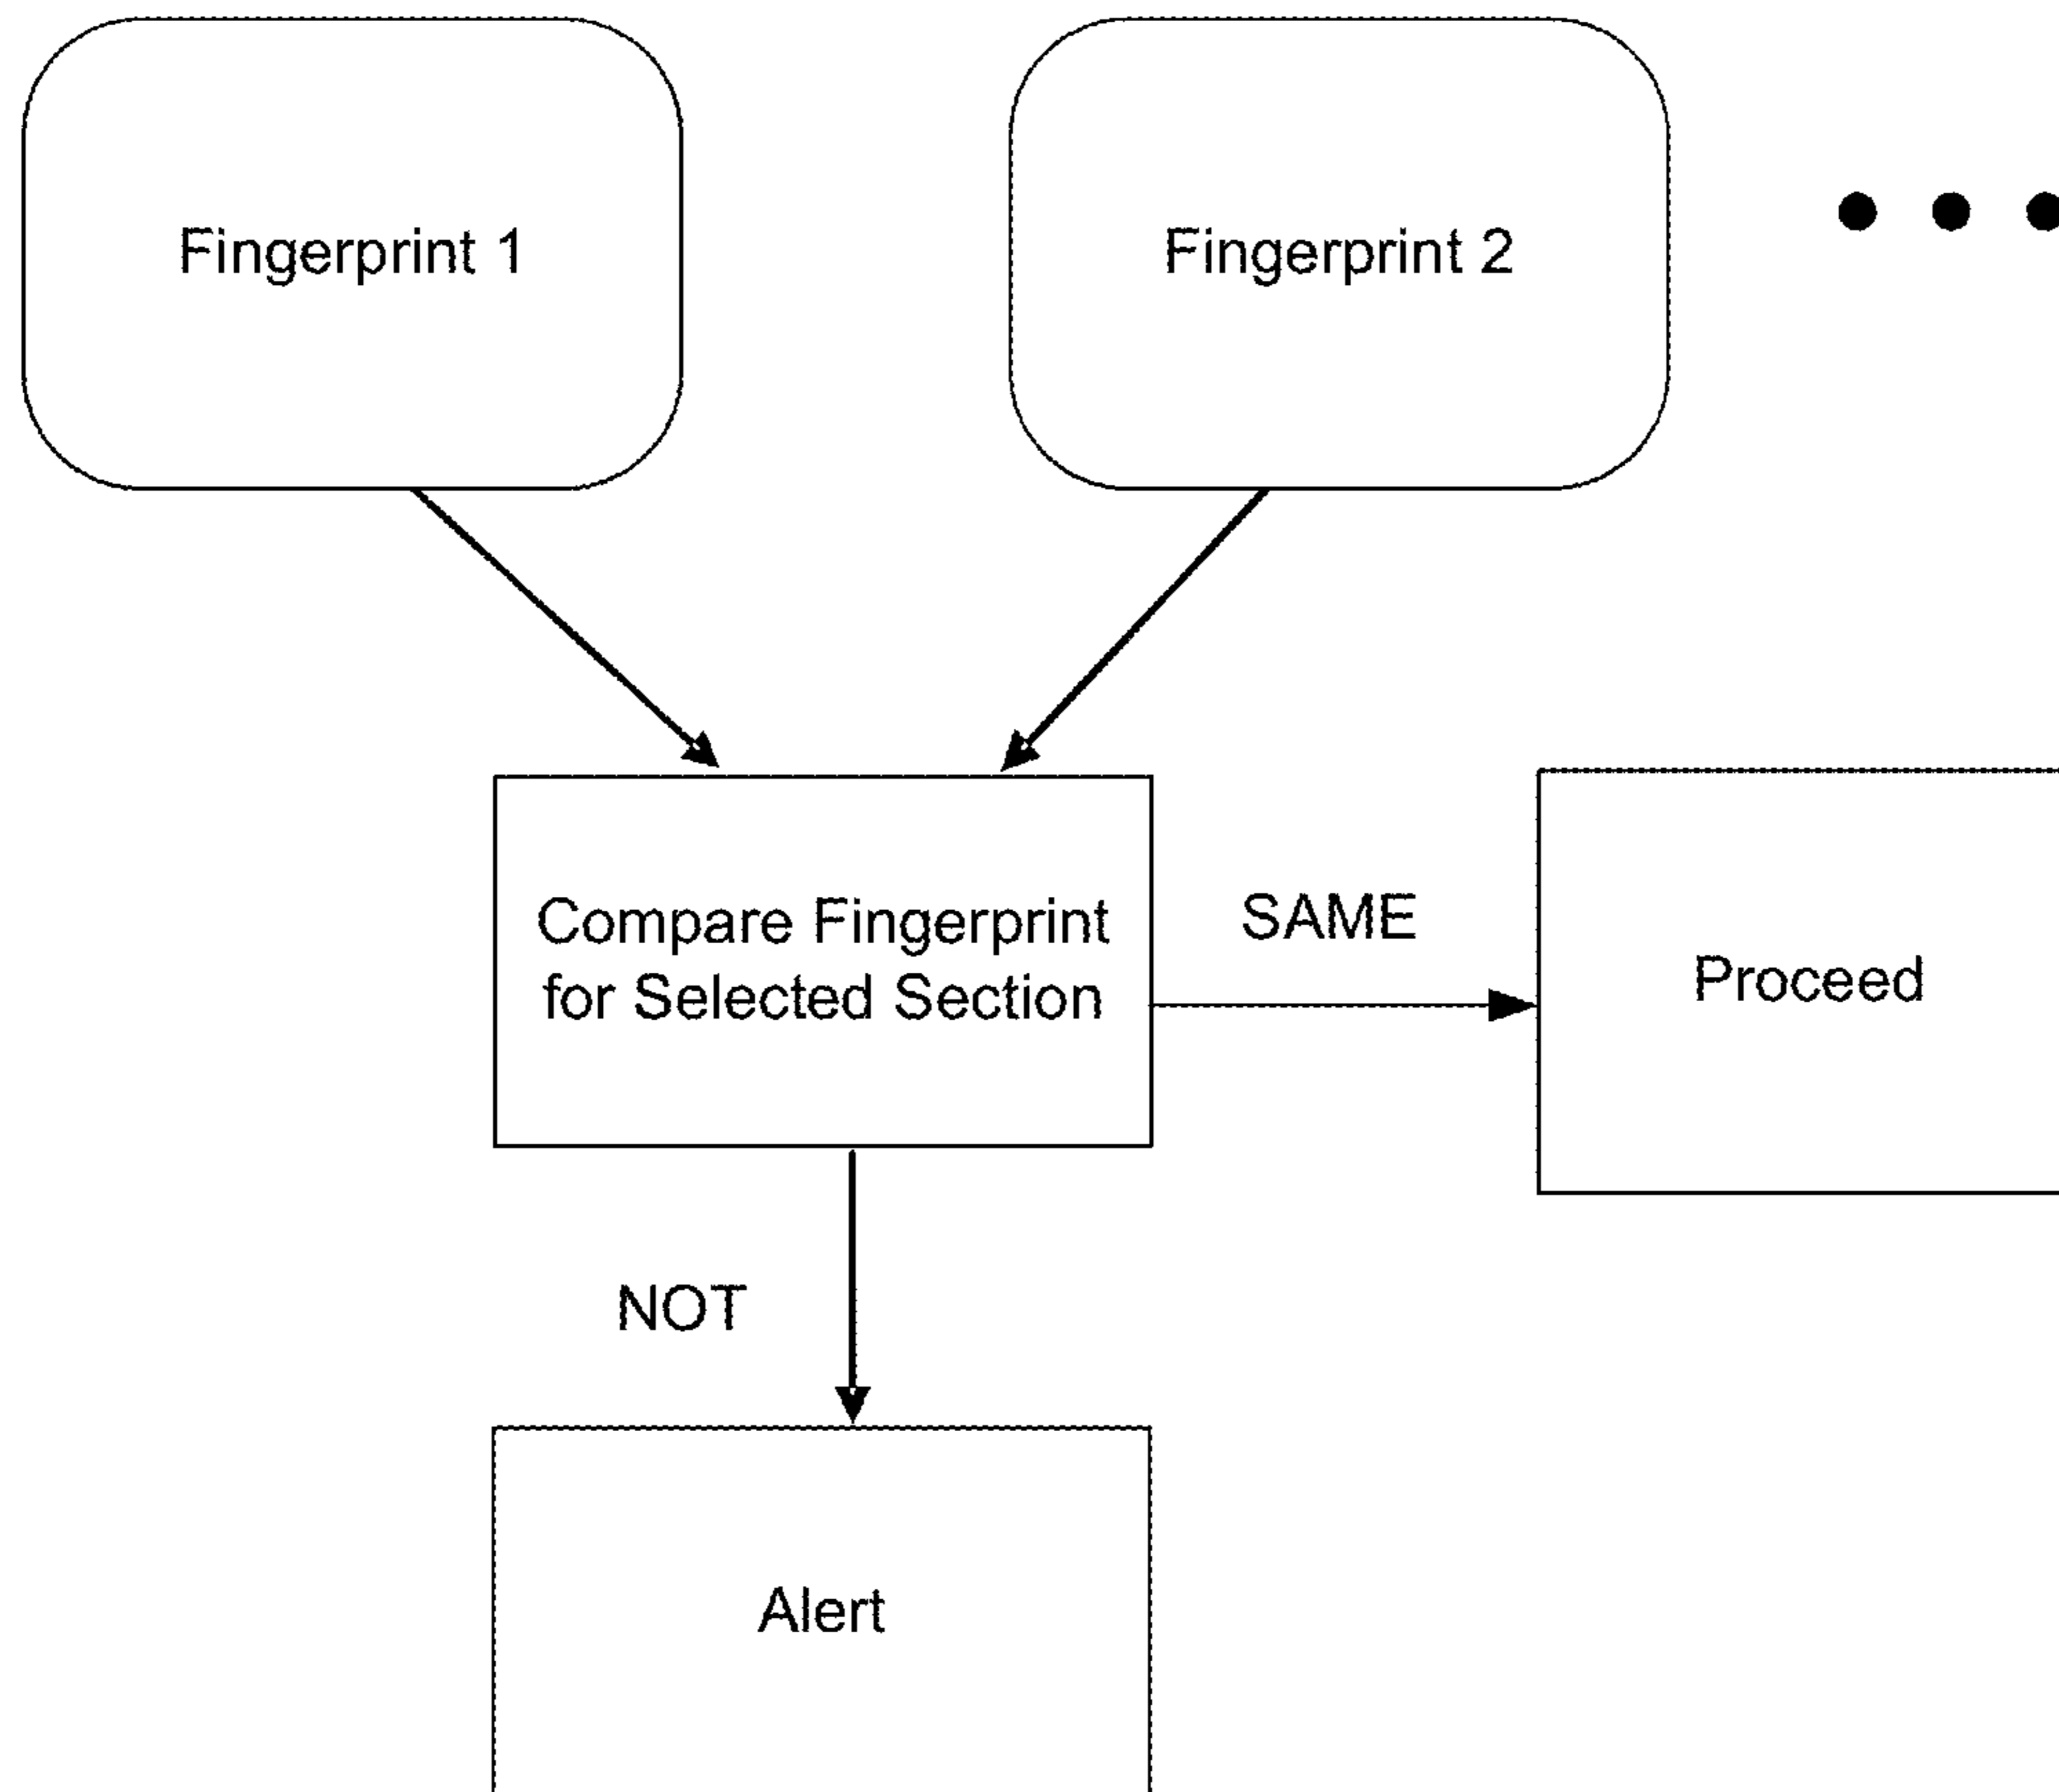 Fingerprint 1
Fingerprint 2
Compare Fingerprint
for Selected Section
SAME
Proceed
NOT
Alert